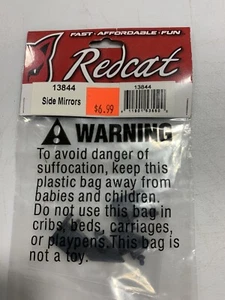 FAST · AFFORDABLE · FUN
Redcat
13844
Side Mirrors
$6.99
13844
WARNING
To avoid danger of
suffocation, keep this
plastic bag away from
babies and children.
Do not use this bag in
cribs, beds, carriages,
or playpens.This bag is
not a toy.